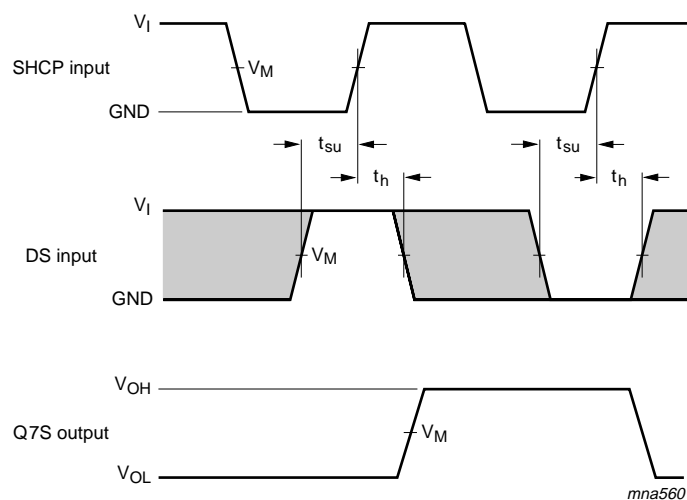 V_I
SHCP input
V_M
GND
t_su
t_su
t_h
t_h
V_I
DS input
V_M
GND
V_OH
Q7S output
V_M
V_OL
mna560